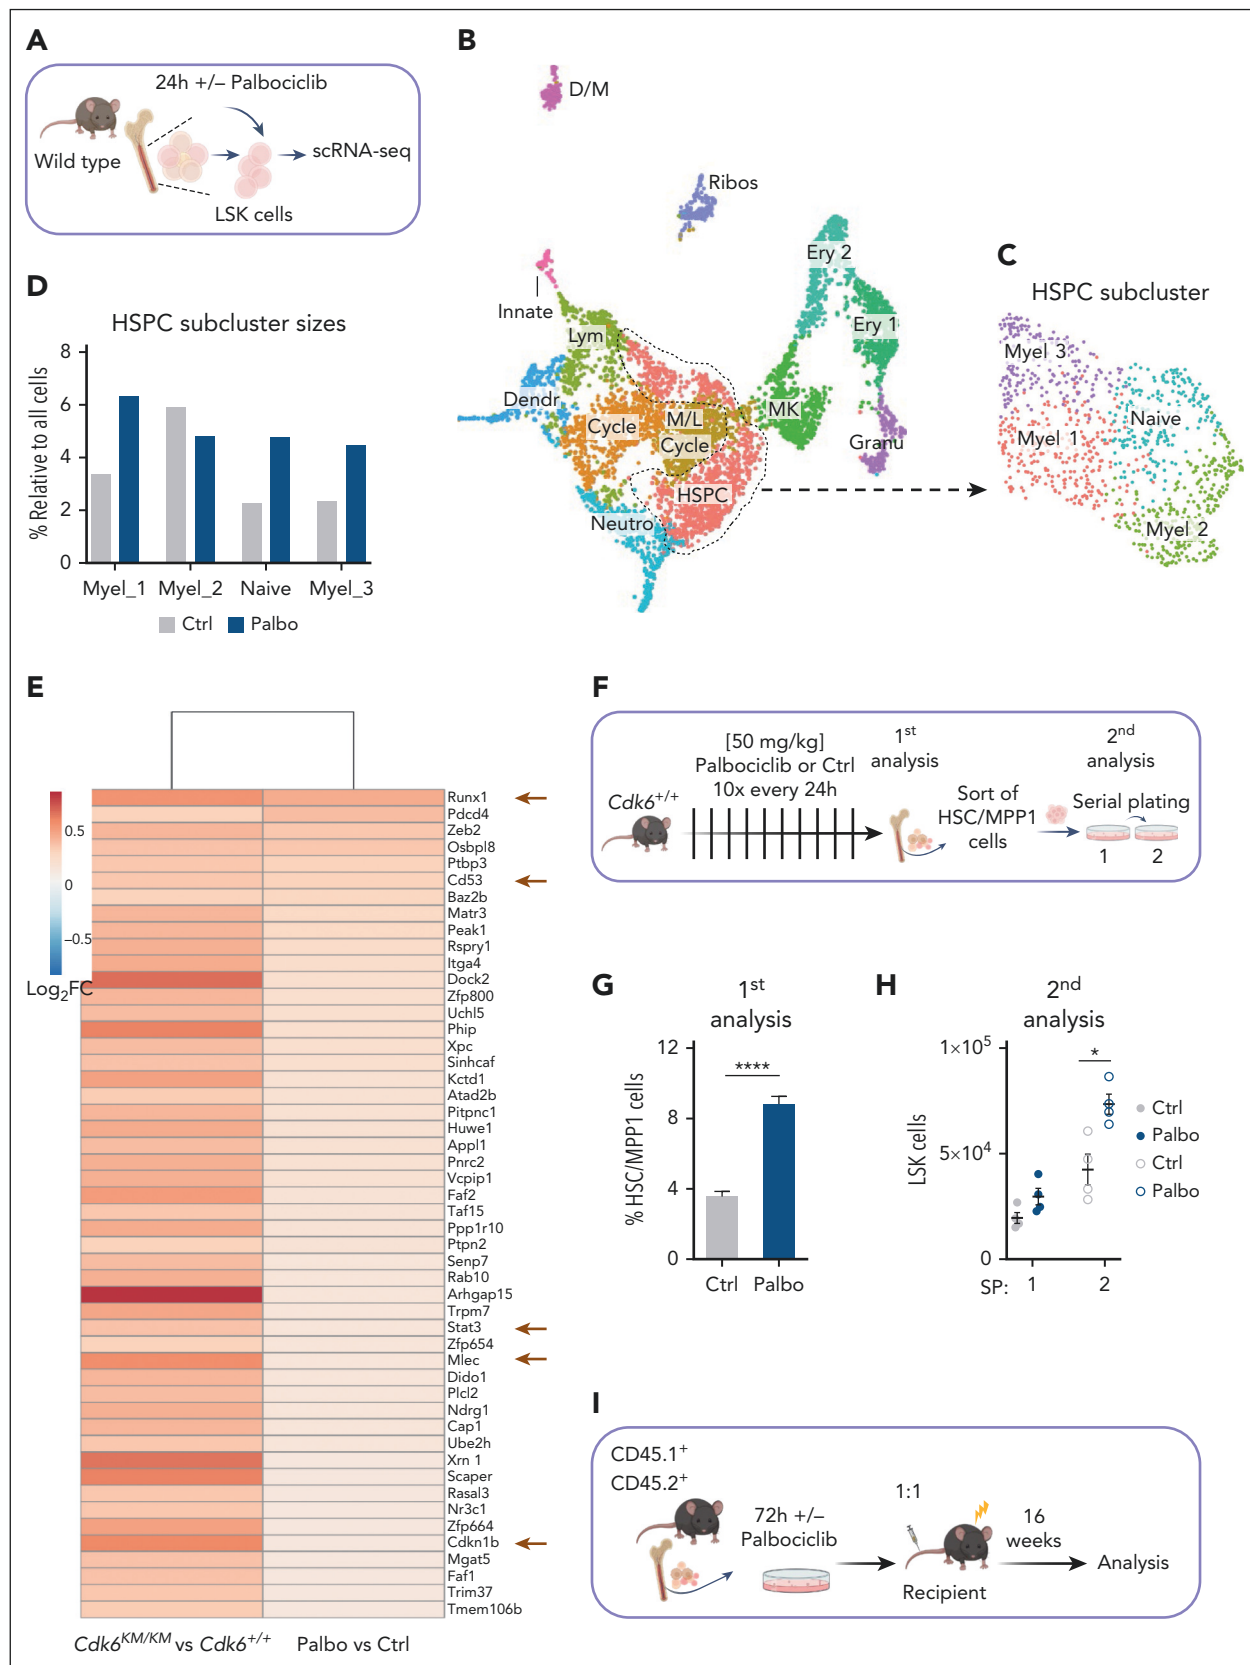 A
24h +/– Palbociclib
Wild type
scRNA-seq
LSK cells
B
D/M
Ribos
Ery 2
Innate
Lym
Ery 1
Dendr
Cycle
M/L
Cycle
MK
Granu
HSPC
Neutro
C
HSPC subcluster
Myel 3
Naive
Myel 1
Myel 2
D
HSPC subcluster sizes
% Relative to all cells
8
6
4
2
0
Myel_1
Myel_2
Naive
Myel_3
Ctrl
Palbo
E
0.5
0
–0.5
Log2FC
Runx1
Pdcd4
Zeb2
Osbpl8
Ptbp3
Cd53
Baz2b
Matr3
Peak1
Rspry1
Itga4
Dock2
Zfp800
Uchl5
Phip
Xpc
Sinhcaf
Kctd1
Atad2b
Pitpnc1
Huwe1
Appl1
Pnrc2
Vcpip1
Faf2
Taf15
Ppp1r10
Ptpn2
Senp7
Rab10
Arhgap15
Trpm7
Stat3
Zfp654
Mlec
Dido1
Plcl2
Ndrg1
Cap1
Ube2h
Xrn 1
Scaper
Rasal3
Nr3c1
Zfp664
Cdkn1b
Mgat5
Faf1
Trim37
Tmem106b
Cdk6KM/KM vs Cdk6+/+
Palbo vs Ctrl
F
[50 mg/kg]
Palbociclib or Ctrl
10x every 24h
Cdk6+/+
1st
analysis
Sort of
HSC/MPP1
cells
2nd
analysis
Serial plating
1
2
G
1st
analysis
% HSC/MPP1 cells
12
8
4
0
****
Ctrl
Palbo
H
2nd
analysis
LSK cells
1×10^5
5×10^4
0
*
SP:
1
2
Ctrl
Palbo
Ctrl
Palbo
I
CD45.1+
CD45.2+
72h +/–
Palbociclib
1:1
Recipient
16
weeks
Analysis